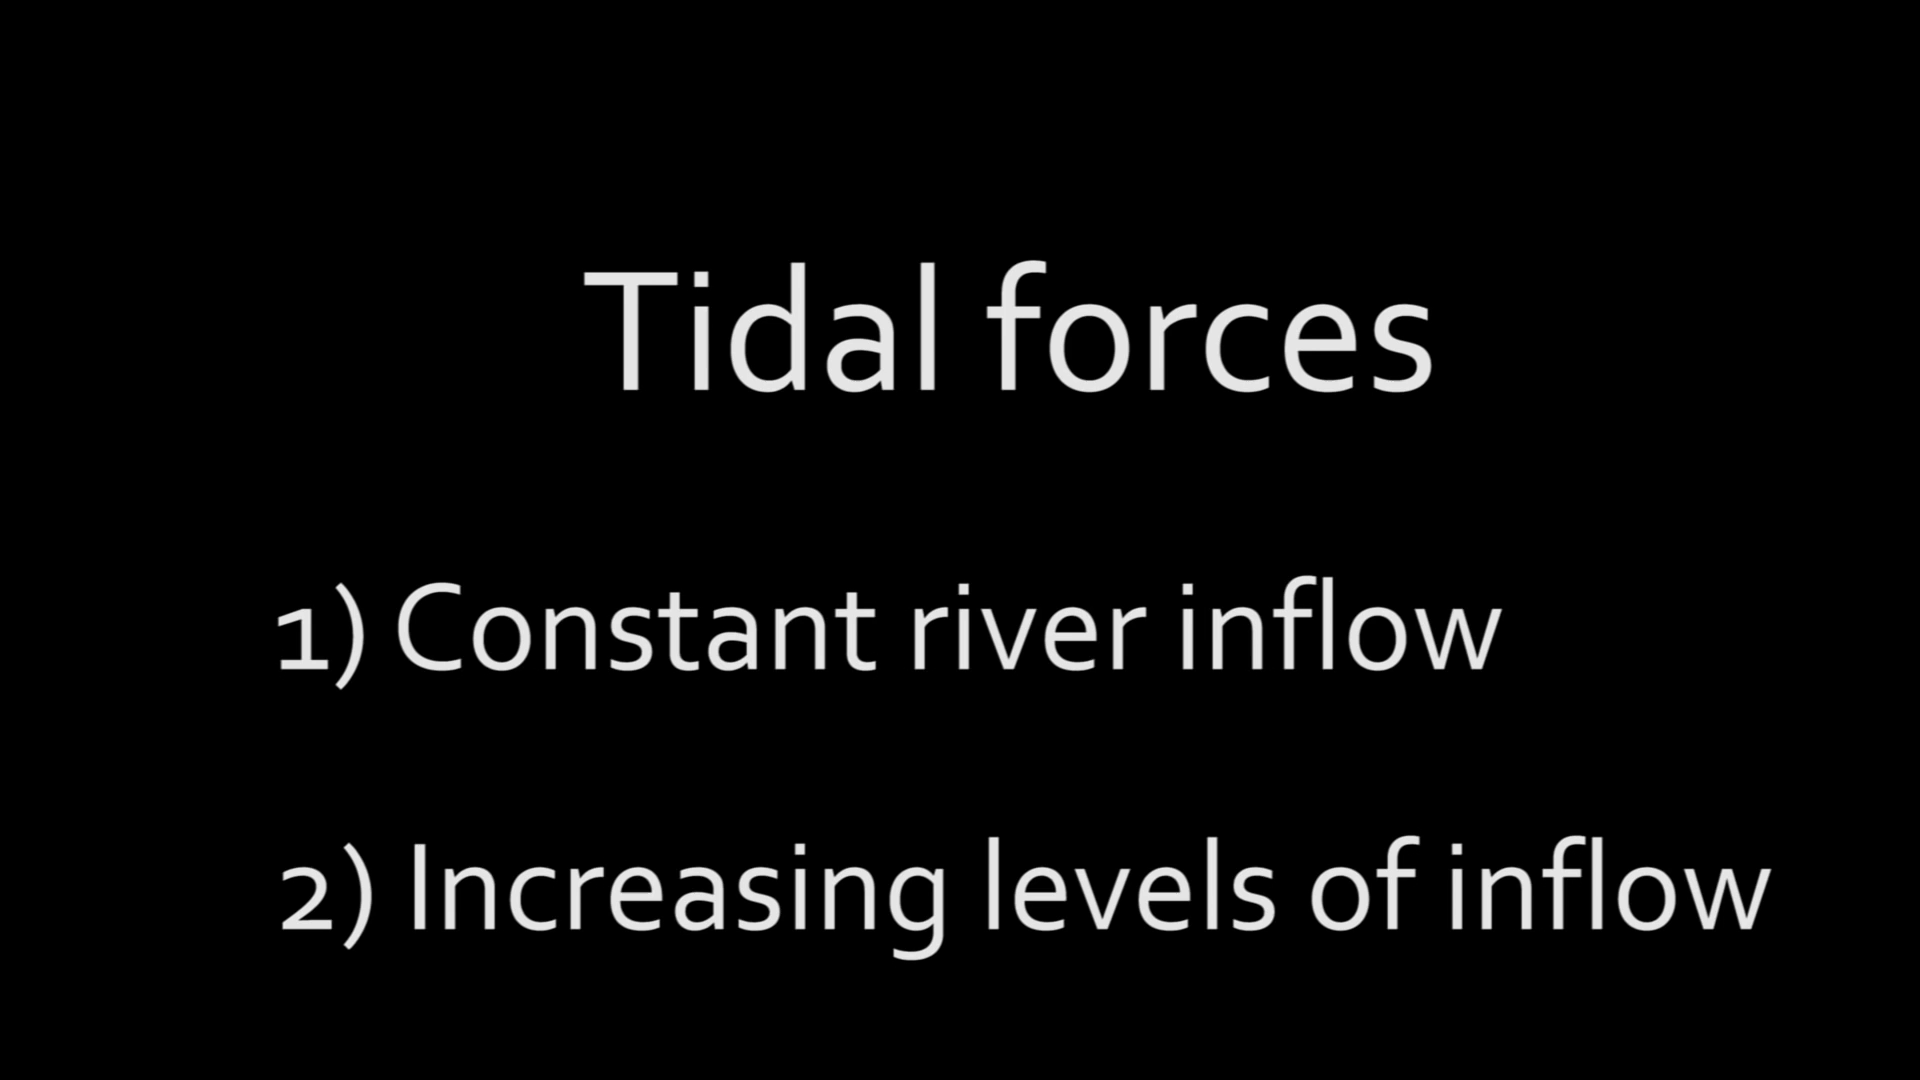 Tidal forces
1) Constant river inflow
2) Increasing levels of inflow